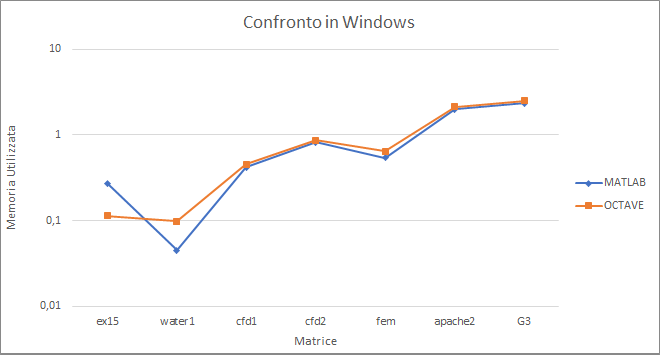 Confronto in Windows
10
1
0,1
0,01
Memoria Utilizzata
ex15 water1 cfd1 cfd2 fem apache2 G3
Matrice
MATLAB
OCTAVE